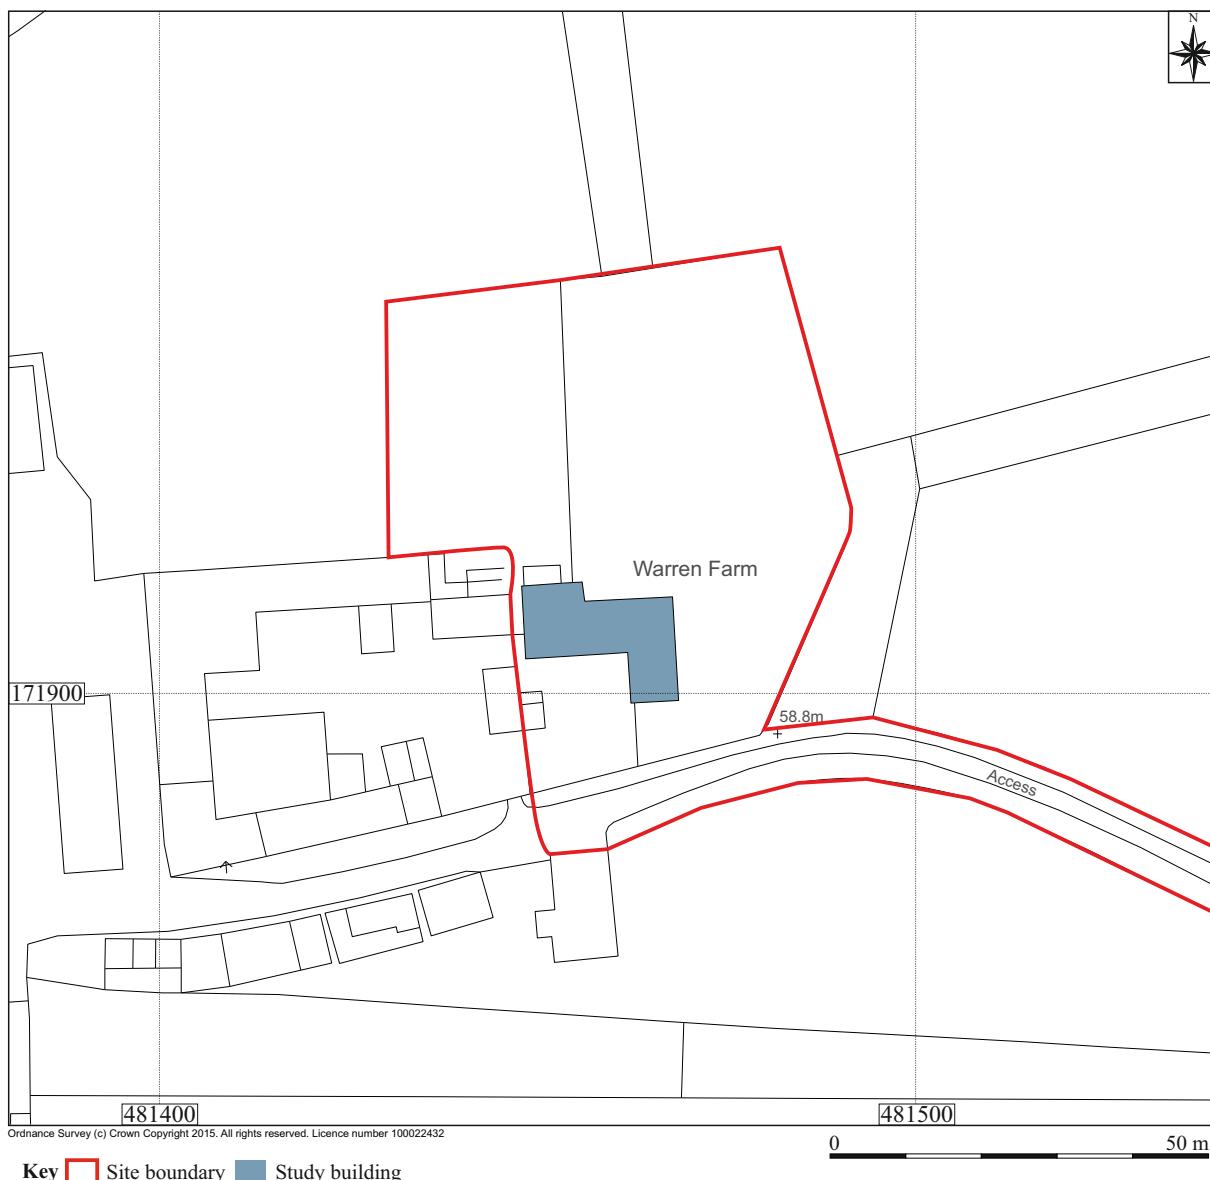 N
Warren Farm
171900
58.8m
Access
481400
481500
Ordnance Survey (c) Crown Copyright 2015. All rights reserved. Licence number 100022432
0 50 m
Key Site boundary Study building